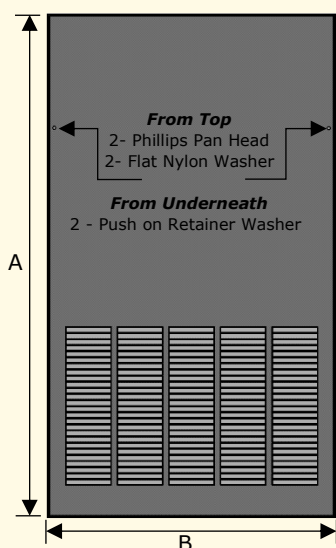 From Top
2- Phillips Pan Head
2- Flat Nylon Washer
From Underneath
2 - Push on Retainer Washer
A
B